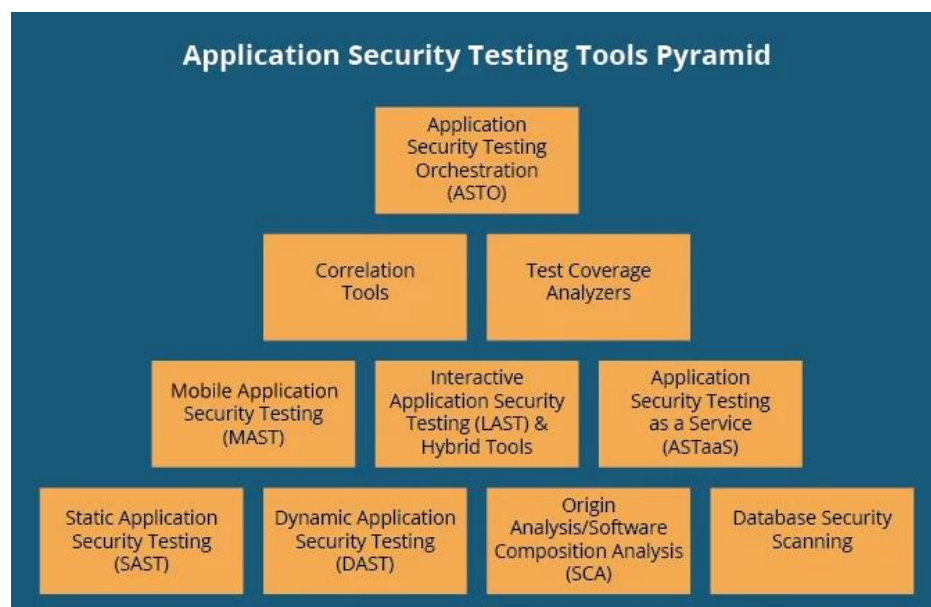 Application Security Testing Tools Pyramid
Application
Security Testing
Orchestration
(ASTO)
Correlation
Tools
Test Coverage
Analyzers
Mobile Application
Security Testing
(MAST)
Interactive
Application Security
Testing (LAST) &
Hybrid Tools
Application
Security Testing
as a Service
(ASTaaS)
Static Application
Security Testing
(SAST)
Dynamic Application
Security Testing
(DAST)
Origin
Analysis/Software
Composition Analysis
(SCA)
Database Security
Scanning